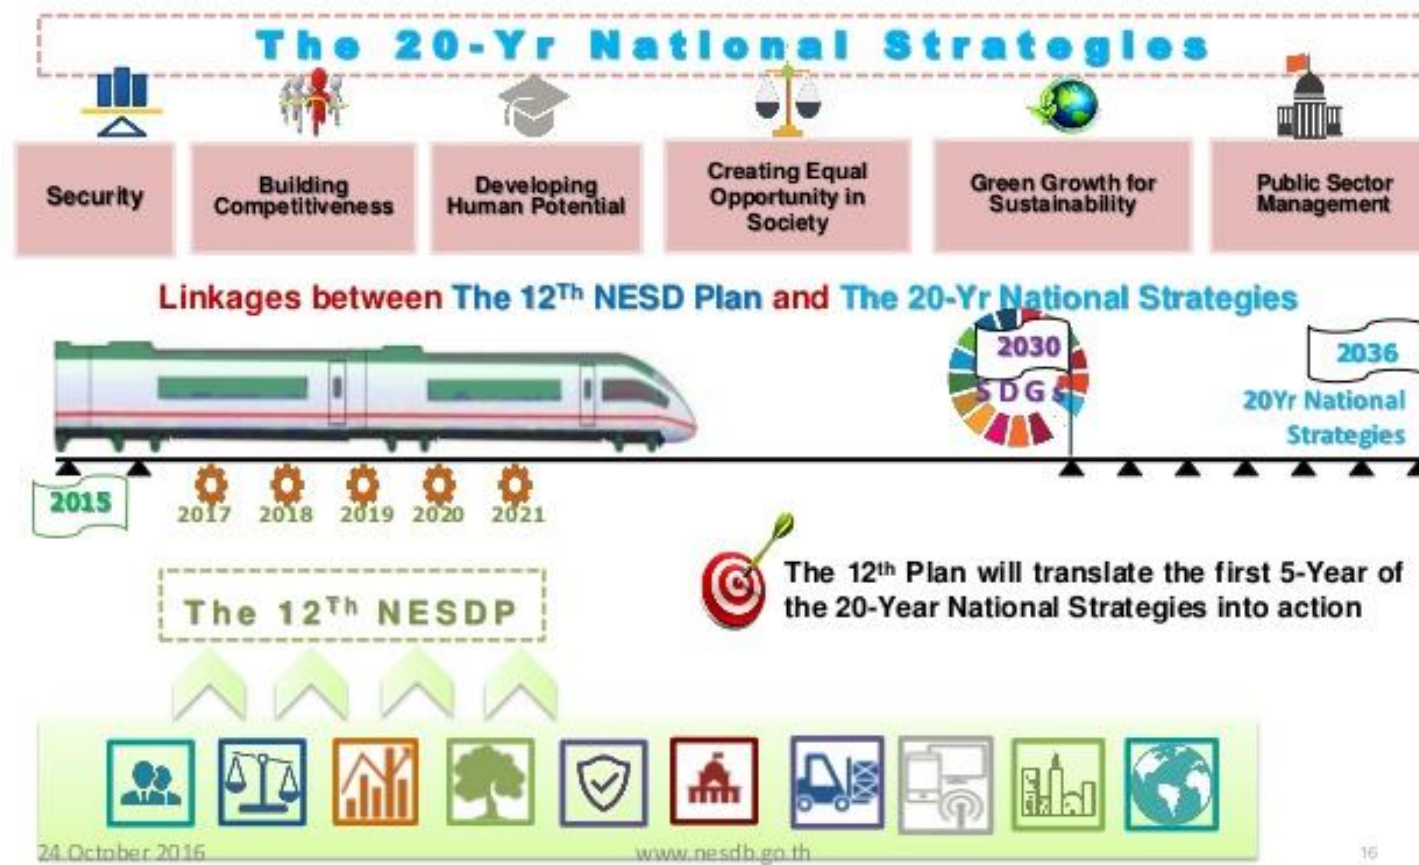 The 20-Yr National Strategies
Security
Building
Competitiveness
Developing
Human Potential
Creating Equal
Opportunity in
Society
Green Growth for
Sustainability
Public Sector
Management
Linkages between The 12Th NESD Plan and The 20-Yr National Strategies
2030
SDGs
2036
20Yr National
Strategies
2015
2017 2018 2019 2020 2021
The 12th Plan will translate the first 5-Year of
the 20-Year National Strategies into action
The 12Th NESDP
24 October 2016
www.nesdb.go.th
16